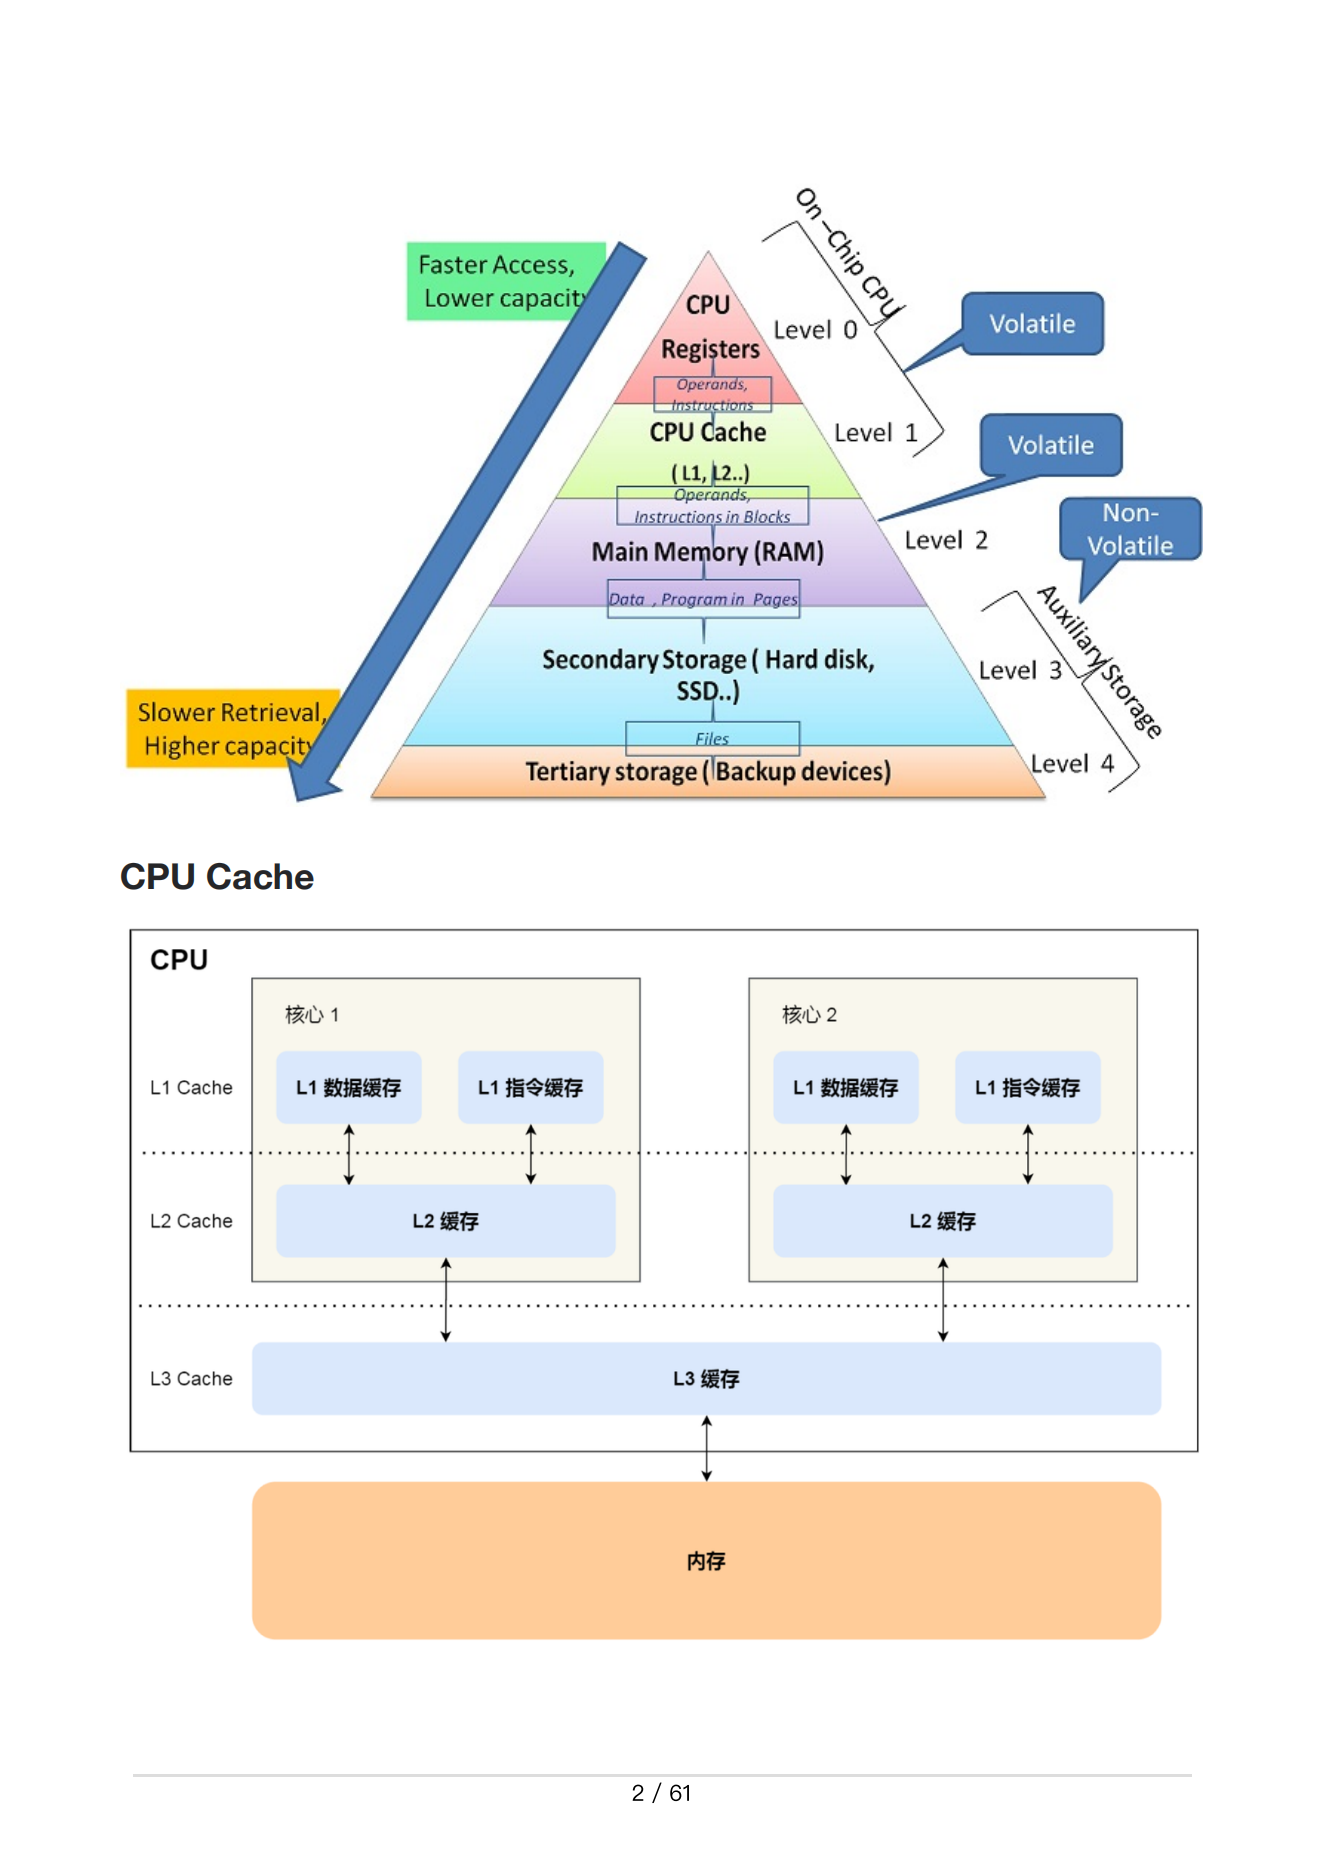 On –Chip CPU
Faster Access,
Lower capacity
CPU
Registers
Level 0
Volatile
Operands,
Instructions
CPU Cache
( L1, L2..)
Level 1
Volatile
Operands,
Instructions in Blocks
Main Memory (RAM)
Level 2
Non-
Volatile
Data , Program in Pages
Auxiliary Storage
Secondary Storage ( Hard disk,
SSD..)
Level 3
Slower Retrieval,
Higher capacity
Files
Tertiary storage ( Backup devices)
Level 4
CPU Cache
CPU
核心 1
核心 2
L1 Cache
L1 数据缓存
L1 指令缓存
L1 数据缓存
L1 指令缓存
L2 Cache
L2 缓存
L2 缓存
L3 Cache
L3 缓存
内存
2 / 61